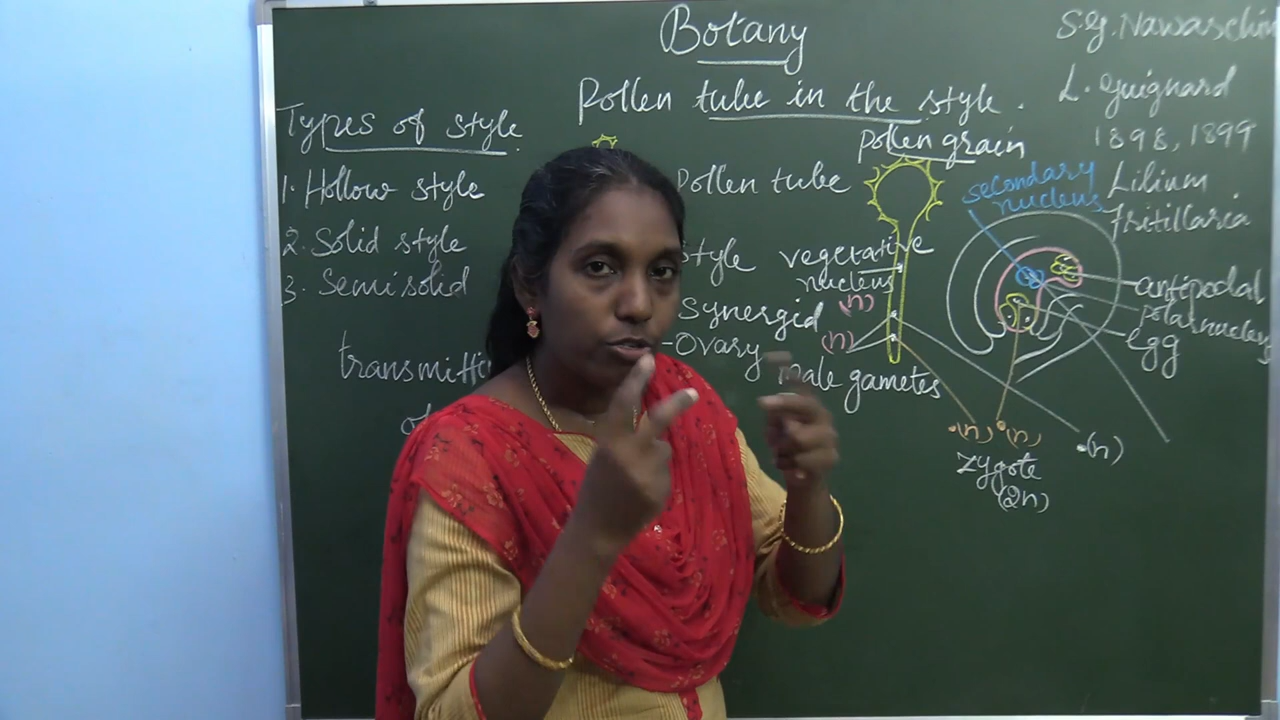 Botany
S.G. Nawaschin
Pollen tube in the style.
L. Guignard
1898, 1899
Lilium
Fritillaria
Types of style
1. Hollow style
2. Solid style
3. Semisolid
Pollen grain
Pollen tube
secondary
nucleus
style
vegetative
nucleus
(n)
Synergid
(n)
-Ovary
male gametes
antipodal
polar nucleus
egg
(n) (n)
(n)
Zygote
(2n)